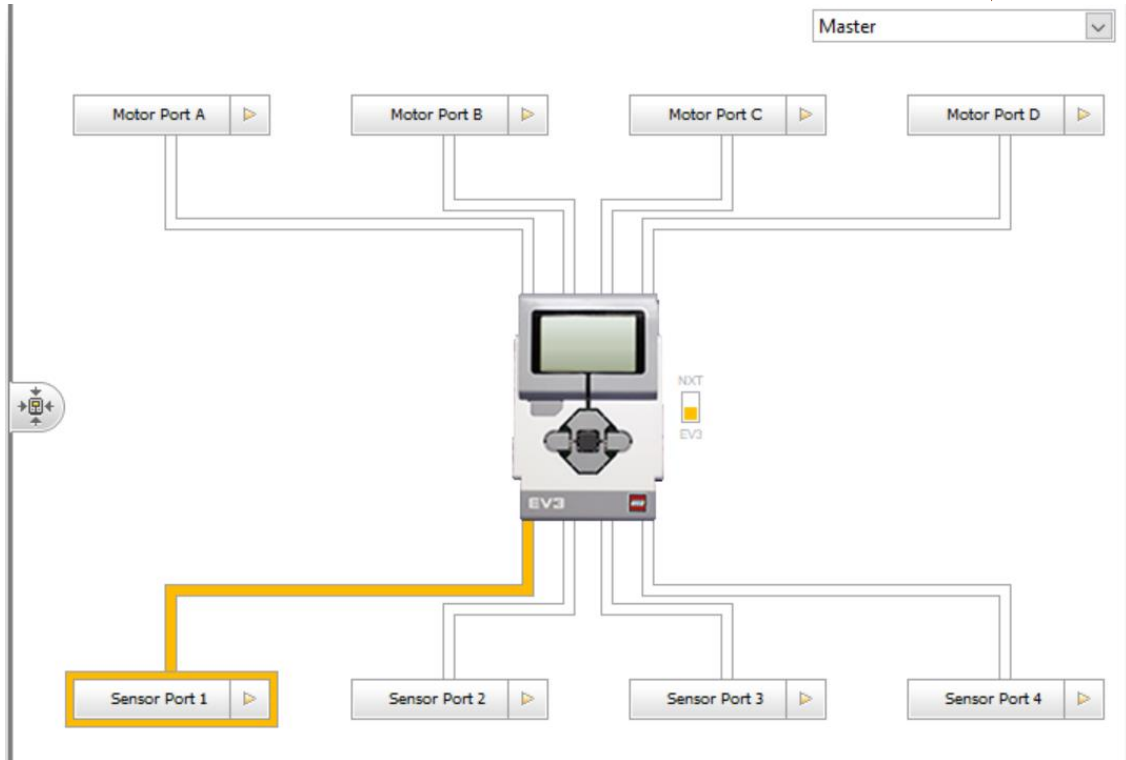 Master
Motor Port A
Motor Port B
Motor Port C
Motor Port D
NXT
EV3
EV3
Sensor Port 1
Sensor Port 2
Sensor Port 3
Sensor Port 4